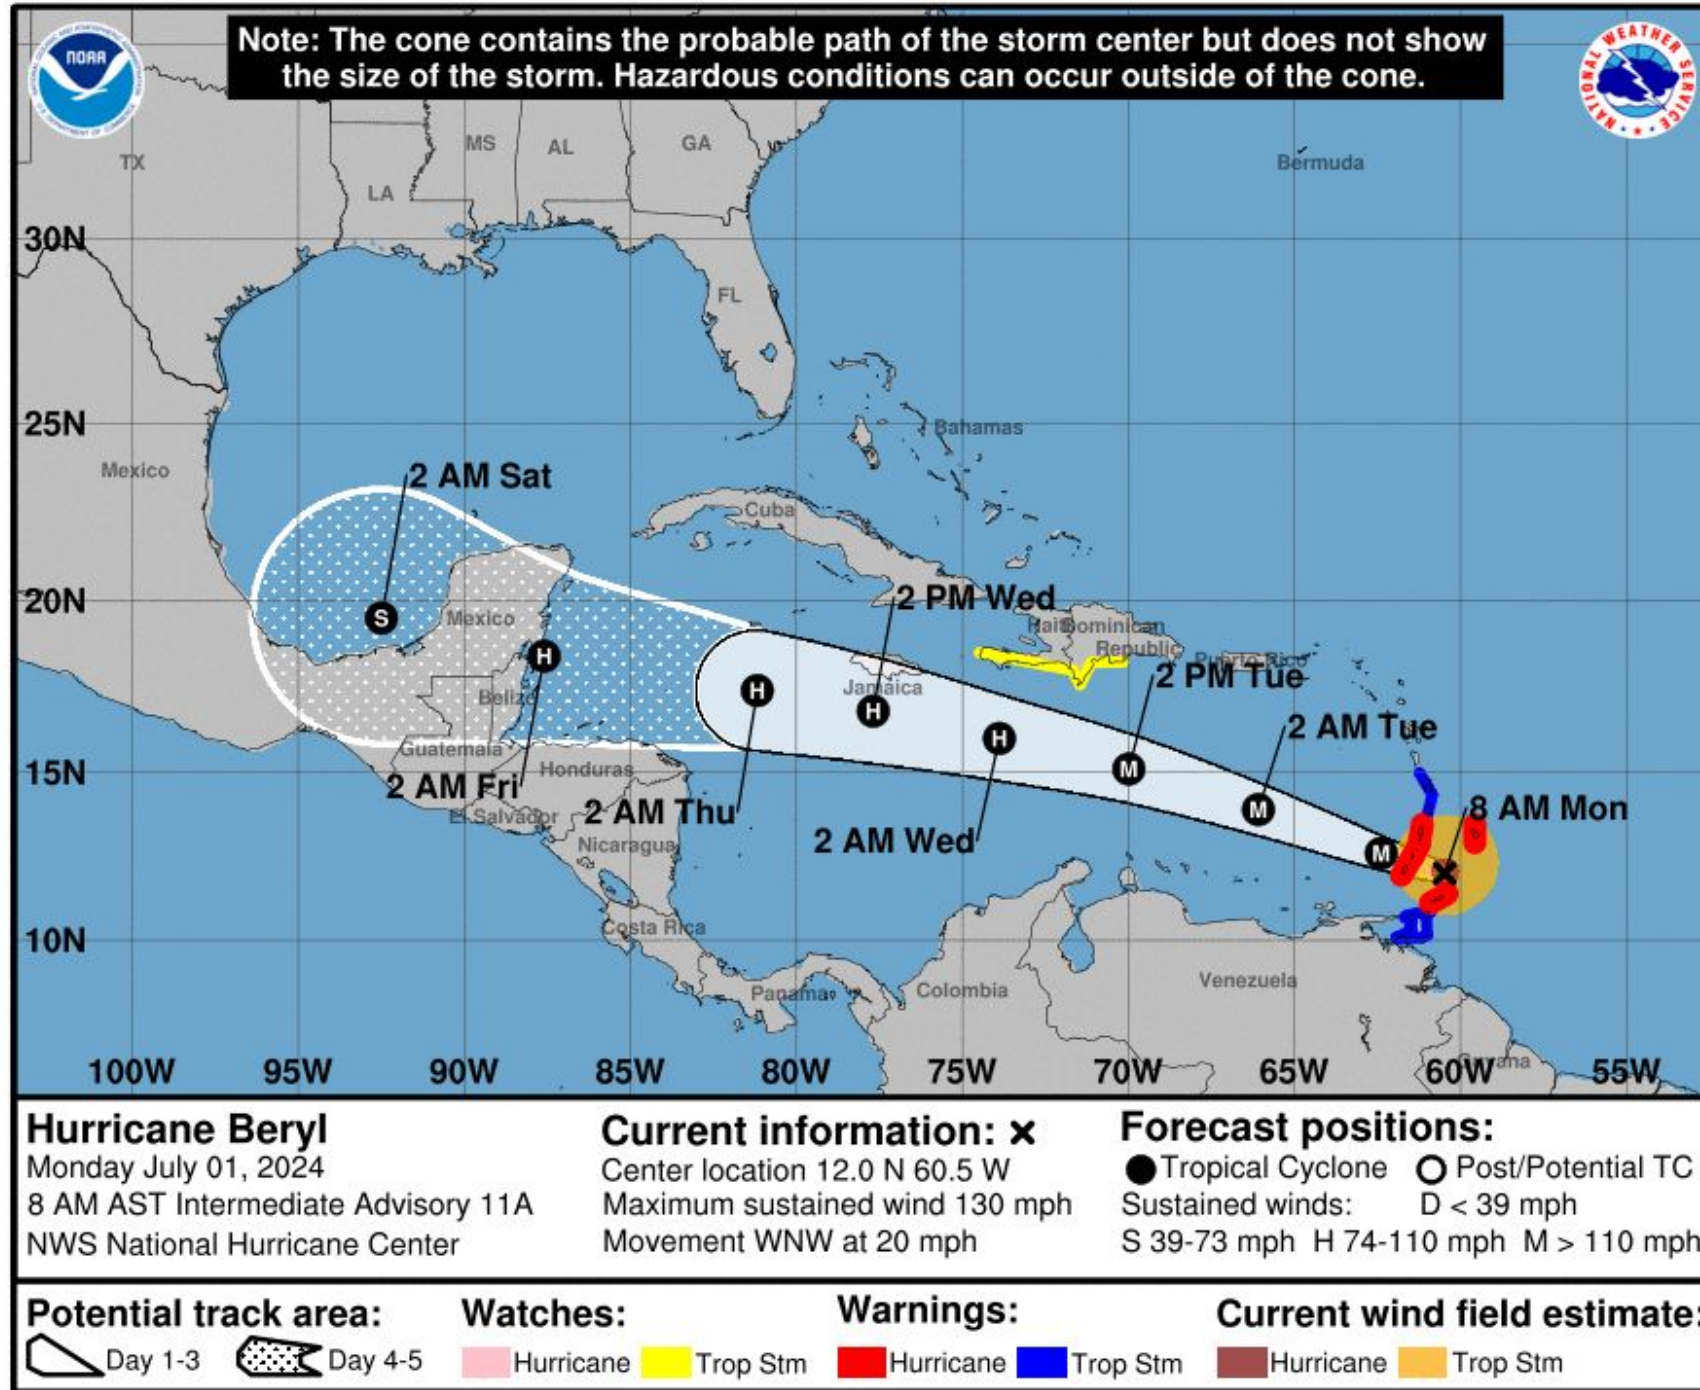 Note: The cone contains the probable path of the storm center but does not show
the size of the storm. Hazardous conditions can occur outside of the cone.
NOAA
NATIONAL WEATHER SERVICE
TX
LA
MS
AL
GA
FL
Bermuda
30N
25N
20N
15N
10N
Mexico
Bahamas
2 AM Sat
Cuba
2 PM Wed
Haiti
Dominican
Republic
Puerto Rico
S
Mexico
H
2 PM Tue
Belize
H
Jamaica
H
H
2 AM Tue
Guatemala
M
Honduras
2 AM Fri
M
8 AM Mon
El Salvador
2 AM Thu
Nicaragua
2 AM Wed
M
Costa Rica
Panama
Colombia
Venezuela
Guyana
100W 95W 90W 85W 80W 75W 70W 65W 60W 55W
Hurricane Beryl
Monday July 01, 2024
8 AM AST Intermediate Advisory 11A
NWS National Hurricane Center
Current information: x
Center location 12.0 N 60.5 W
Maximum sustained wind 130 mph
Movement WNW at 20 mph
Forecast positions:
Tropical Cyclone Post/Potential TC
Sustained winds: D < 39 mph
S 39-73 mph H 74-110 mph M > 110 mph
Potential track area:
Day 1-3 Day 4-5
Watches:
Hurricane Trop Stm
Warnings:
Hurricane Trop Stm
Current wind field estimate:
Hurricane Trop Stm